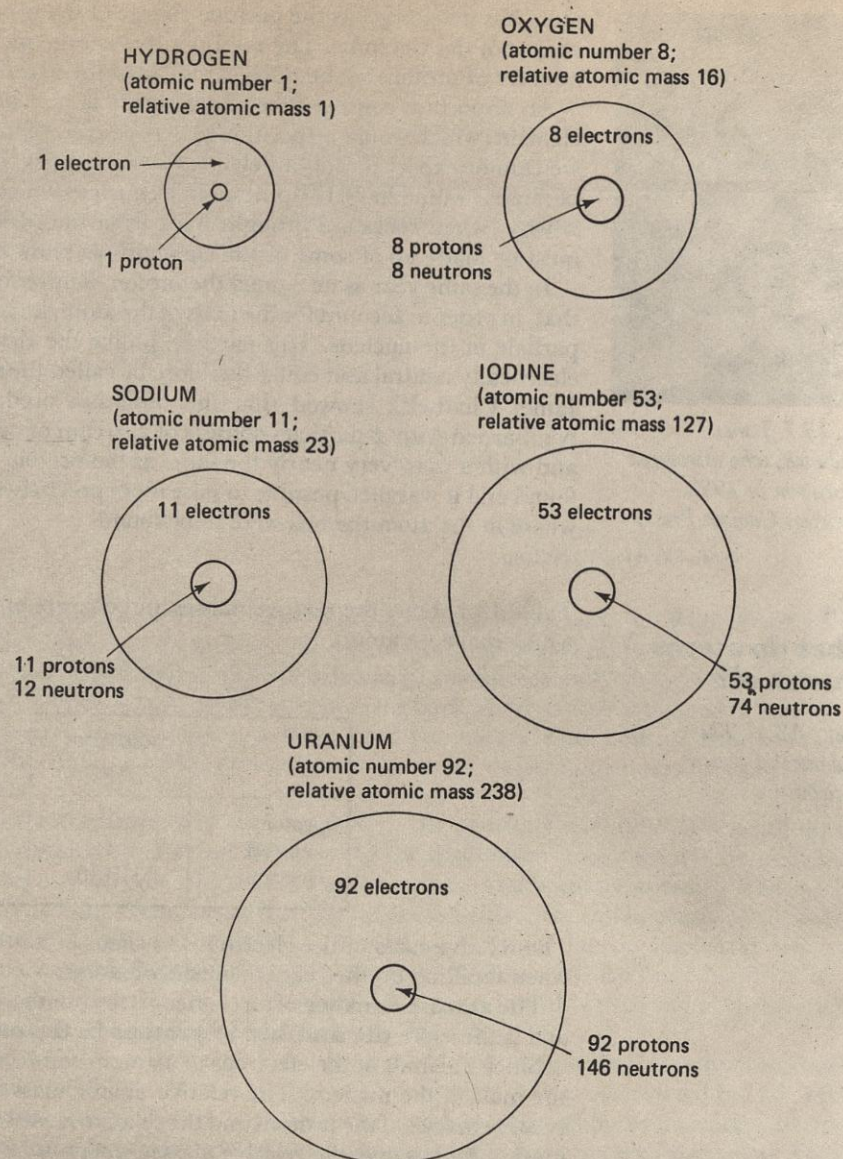 HYDROGEN
(atomic number 1;
relative atomic mass 1)
1 electron
1 proton
OXYGEN
(atomic number 8;
relative atomic mass 16)
8 electrons
8 protons
8 neutrons
SODIUM
(atomic number 11;
relative atomic mass 23)
11 electrons
11 protons
12 neutrons
IODINE
(atomic number 53;
relative atomic mass 127)
53 electrons
53 protons
74 neutrons
URANIUM
(atomic number 92;
relative atomic mass 238)
92 electrons
92 protons
146 neutrons